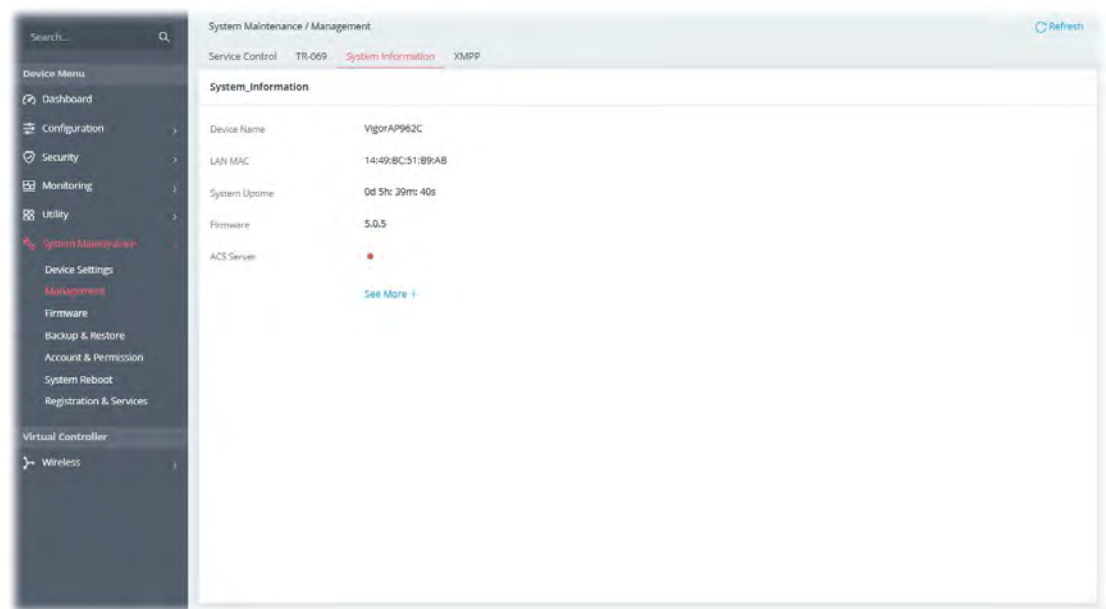 Search...
Device Menu
Dashboard
Configuration
Security
Monitoring
Utility
System Maintenance
Device Settings
Management
Firmware
Backup & Restore
Account & Permission
System Reboot
Registration & Services
Virtual Controller
Wireless
System Maintenance / Management
Refresh
Service Control TR-069 System Information XMPP
System_Information
Device Name VigorAP962C
LAN MAC 14:49:BC:51:B9:AB
System Uptime 0d 5h: 39m: 40s
Firmware 5.0.5
ACS Server
See More +